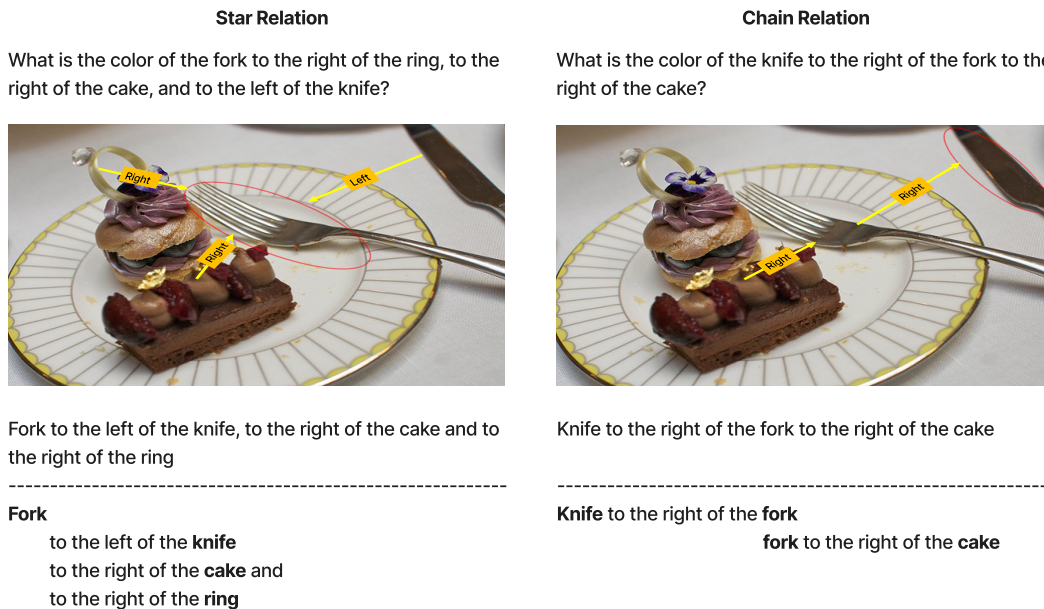 Star Relation
What is the color of the fork to the right of the ring, to the
right of the cake, and to the left of the knife?
Right
Left
Right
Fork to the left of the knife, to the right of the cake and to
the right of the ring
-----------------------------------------------------------
Fork
to the left of the knife
to the right of the cake and
to the right of the ring
Chain Relation
What is the color of the knife to the right of the fork to the
right of the cake?
Right
Right
Knife to the right of the fork to the right of the cake
-----------------------------------------------------------
Knife to the right of the fork
fork to the right of the cake